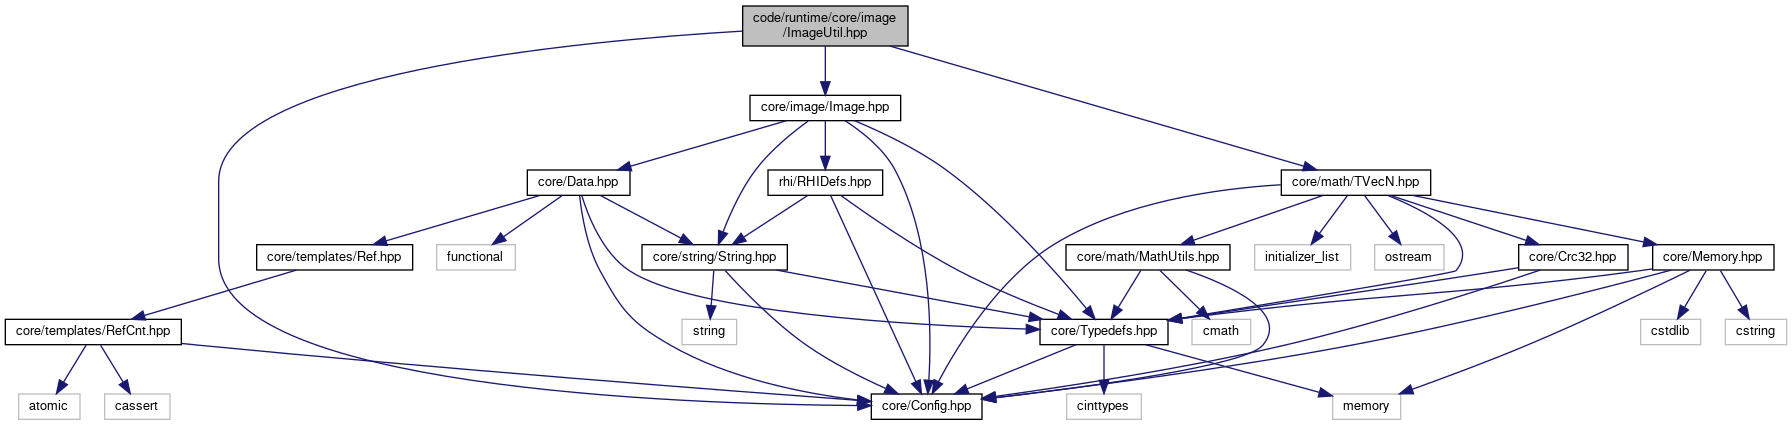 code/runtime/core/image
/ImageUtil.hpp
core/image/Image.hpp
core/Data.hpp
rhi/RHIDefs.hpp
core/math/TVecN.hpp
core/templates/Ref.hpp
functional
core/string/String.hpp
core/math/MathUtils.hpp
initializer_list
ostream
core/Crc32.hpp
core/Memory.hpp
core/templates/RefCnt.hpp
string
core/Typedefs.hpp
cmath
cstdlib
cstring
atomic
cassert
core/Config.hpp
cinttypes
memory